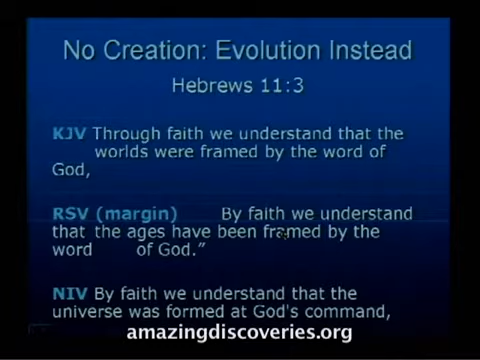 No Creation: Evolution Instead
Hebrews 11:3
KJV Through faith we understand that the
worlds were framed by the word of
God,
RSV (margin) By faith we understand
that the ages have been framed by the
word of God.”
NIV By faith we understand that the
universe was formed at God's command,
amazingdiscoveries.org